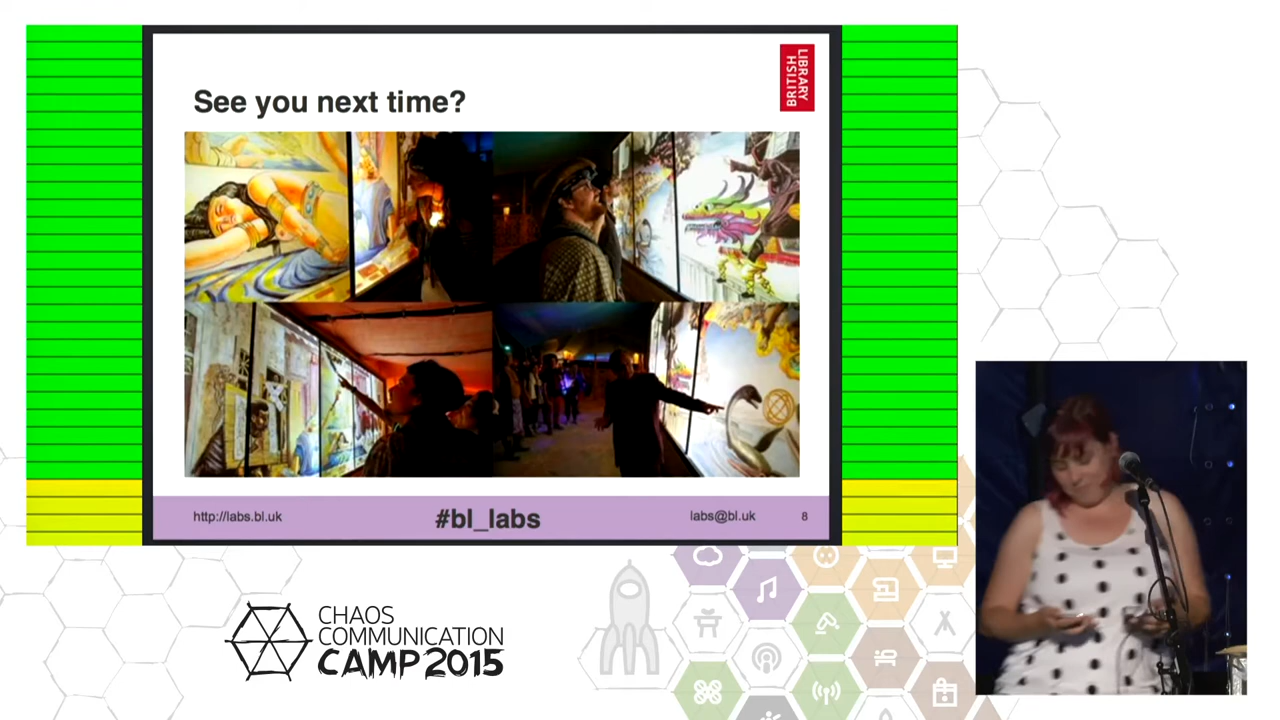 See you next time?
BRITISH
LIBRARY
http://labs.bl.uk
#bl_labs
labs@bl.uk
8
CHAOS
COMMUNICATION
CAMP 2015